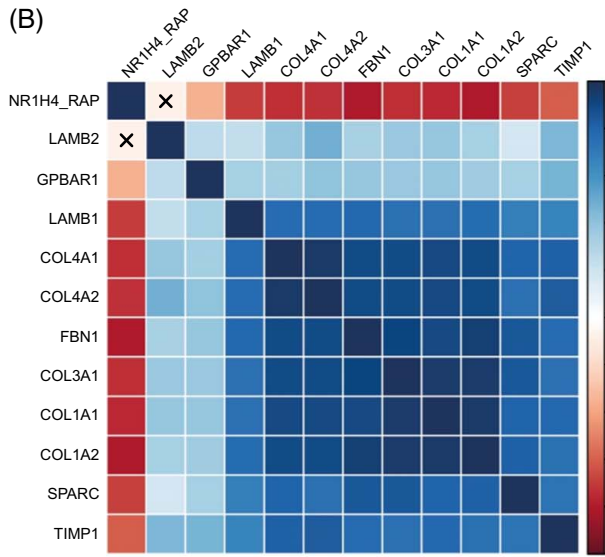 (B)
NR1H4_RAP
LAMB2
GPBAR1
LAMB1
COL4A1
COL4A2
FBN1
COL3A1
COL1A1
COL1A2
SPARC
TIMP1
NR1H4_RAP
×
LAMB2
×
GPBAR1
LAMB1
COL4A1
COL4A2
FBN1
COL3A1
COL1A1
COL1A2
SPARC
TIMP1